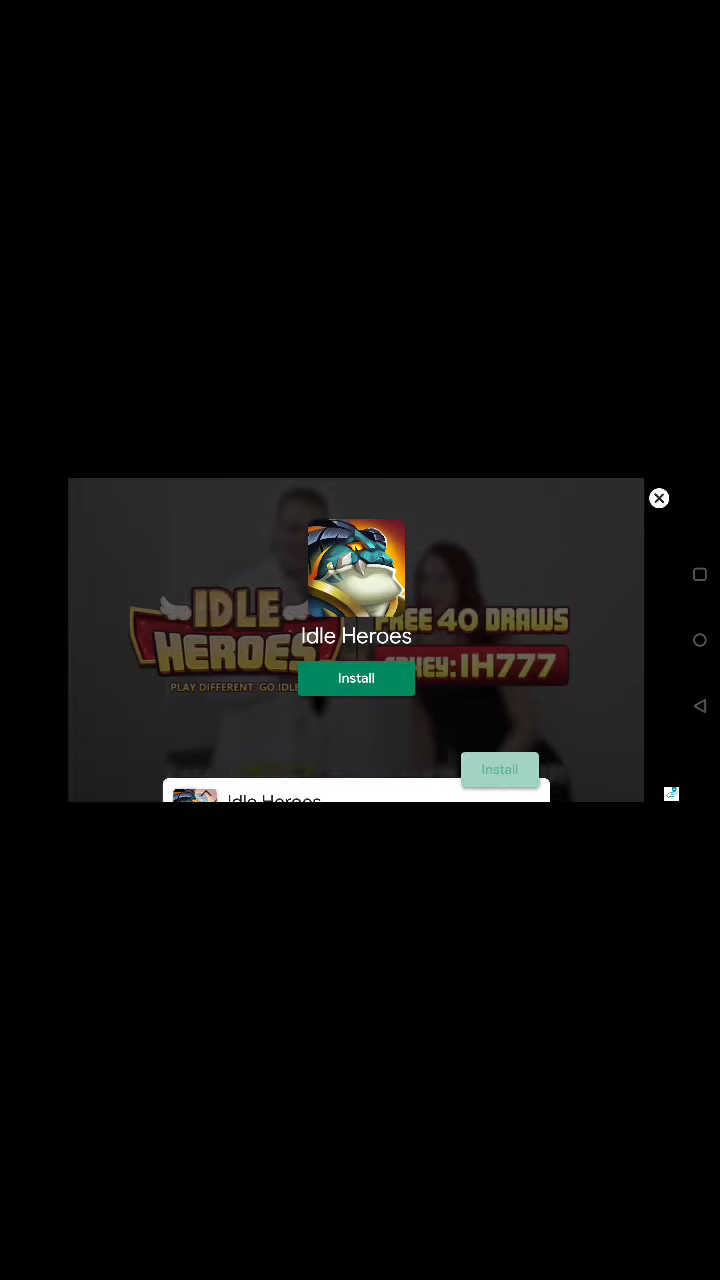 IDLE
HEROES
PLAY DIFFERENT, GO IDLE
FREE 40 DRAWS
IH777
Idle Heroes
Install
Install
Idle Heroes